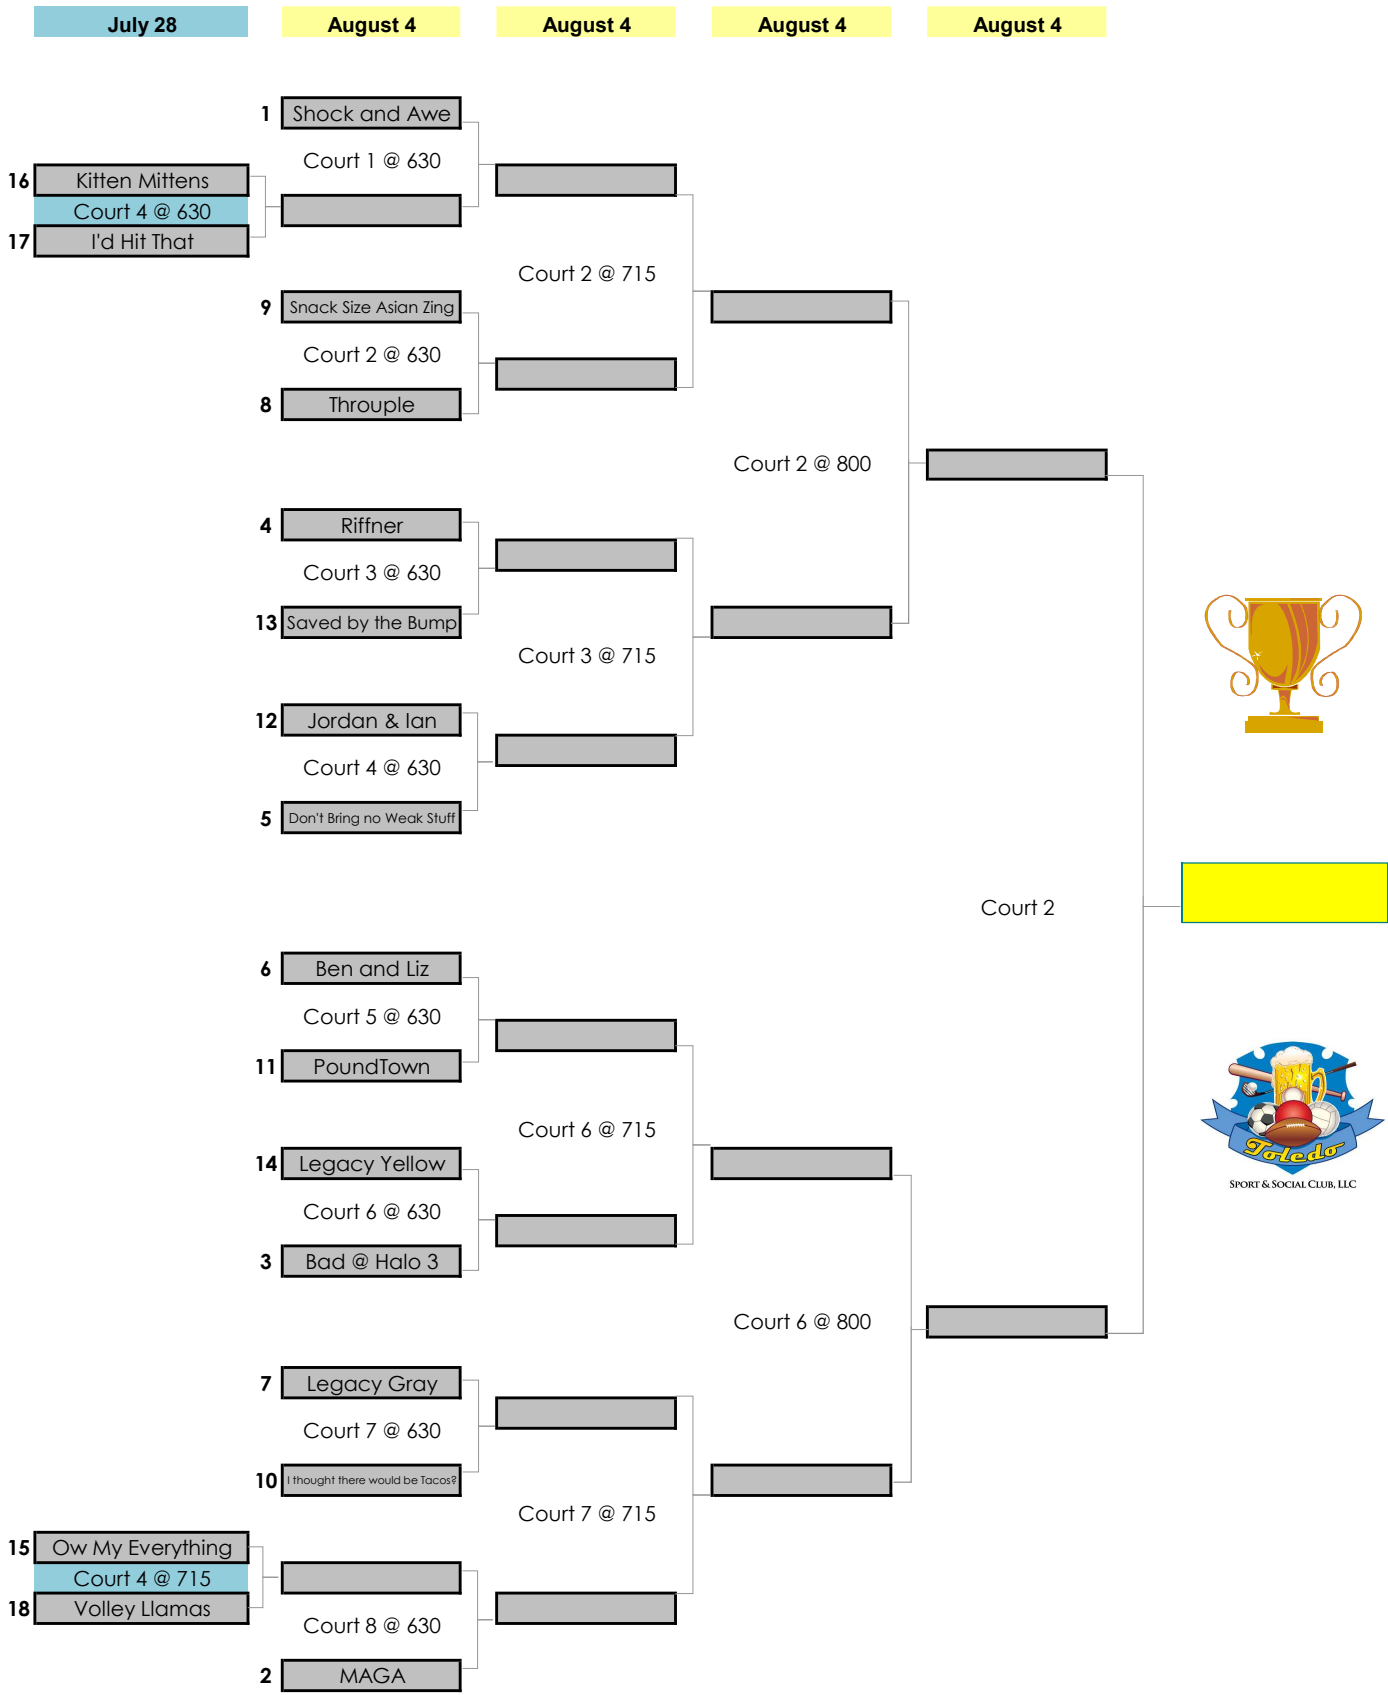 July 28
August 4
August 4
August 4
August 4
1 Shock and Awe
Court 1 @ 630
16 Kitten Mittens
Court 4 @ 630
17 I'd Hit That
Court 2 @ 715
9 Snack Size Asian Zing
Court 2 @ 630
8 Throuple
Court 2 @ 800
4 Riffner
Court 3 @ 630
13 Saved by the Bump
Court 3 @ 715
12 Jordan & Ian
Court 4 @ 630
5 Don't Bring no Weak Stuff
Court 2
6 Ben and Liz
Court 5 @ 630
11 PoundTown
Court 6 @ 715
Toledo
SPORT & SOCIAL CLUB, LLC
14 Legacy Yellow
Court 6 @ 630
3 Bad @ Halo 3
Court 6 @ 800
7 Legacy Gray
Court 7 @ 630
10 I thought there would be Tacos?
Court 7 @ 715
15 Ow My Everything
Court 4 @ 715
18 Volley Llamas
Court 8 @ 630
2 MAGA